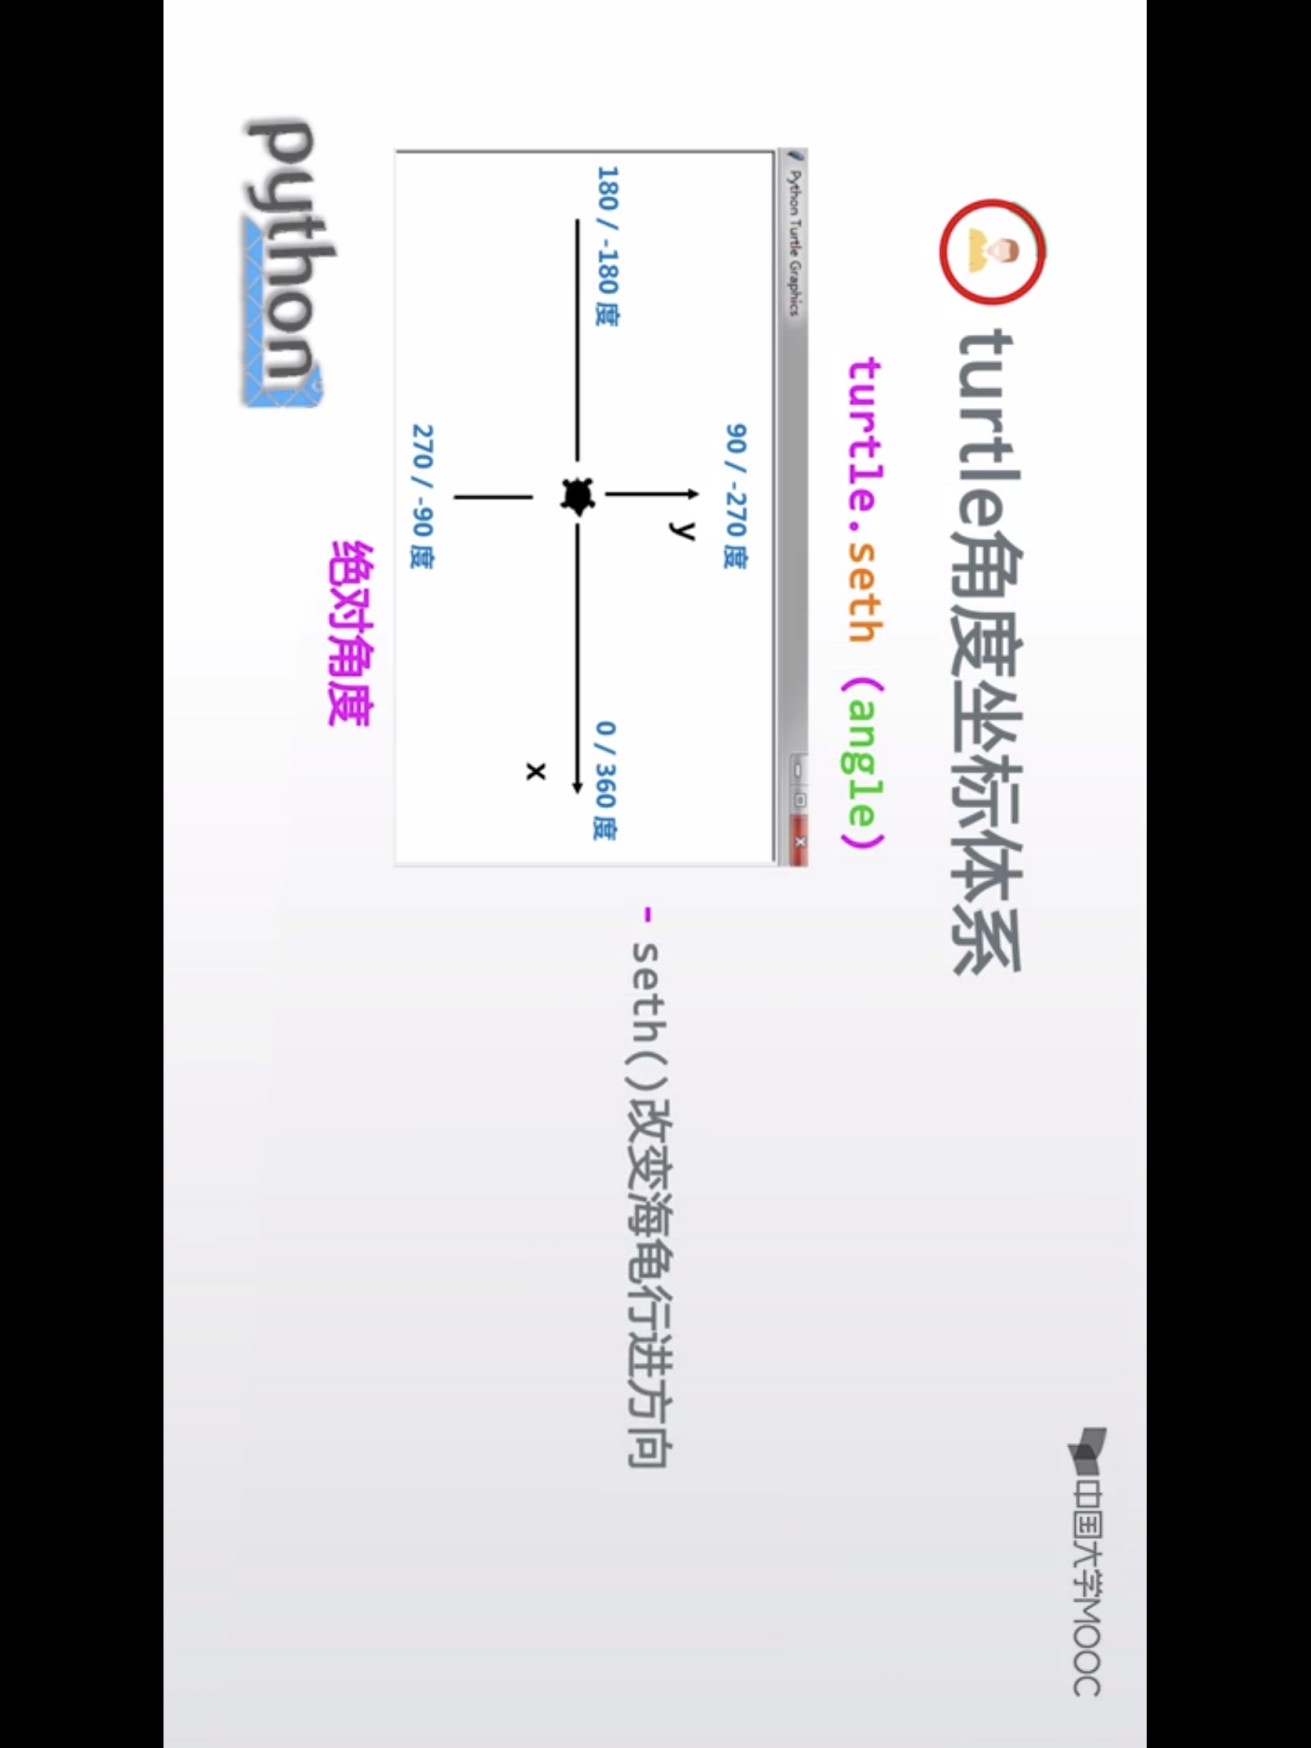 中国大学MOOC
turtle角度坐标体系
turtle.seth (angle)
Python Turtle Graphics
90 / -270 度
y
180 / -180 度
0 / 360 度
x
270 / -90 度
- seth()改变海龟行进方向
绝对角度
python